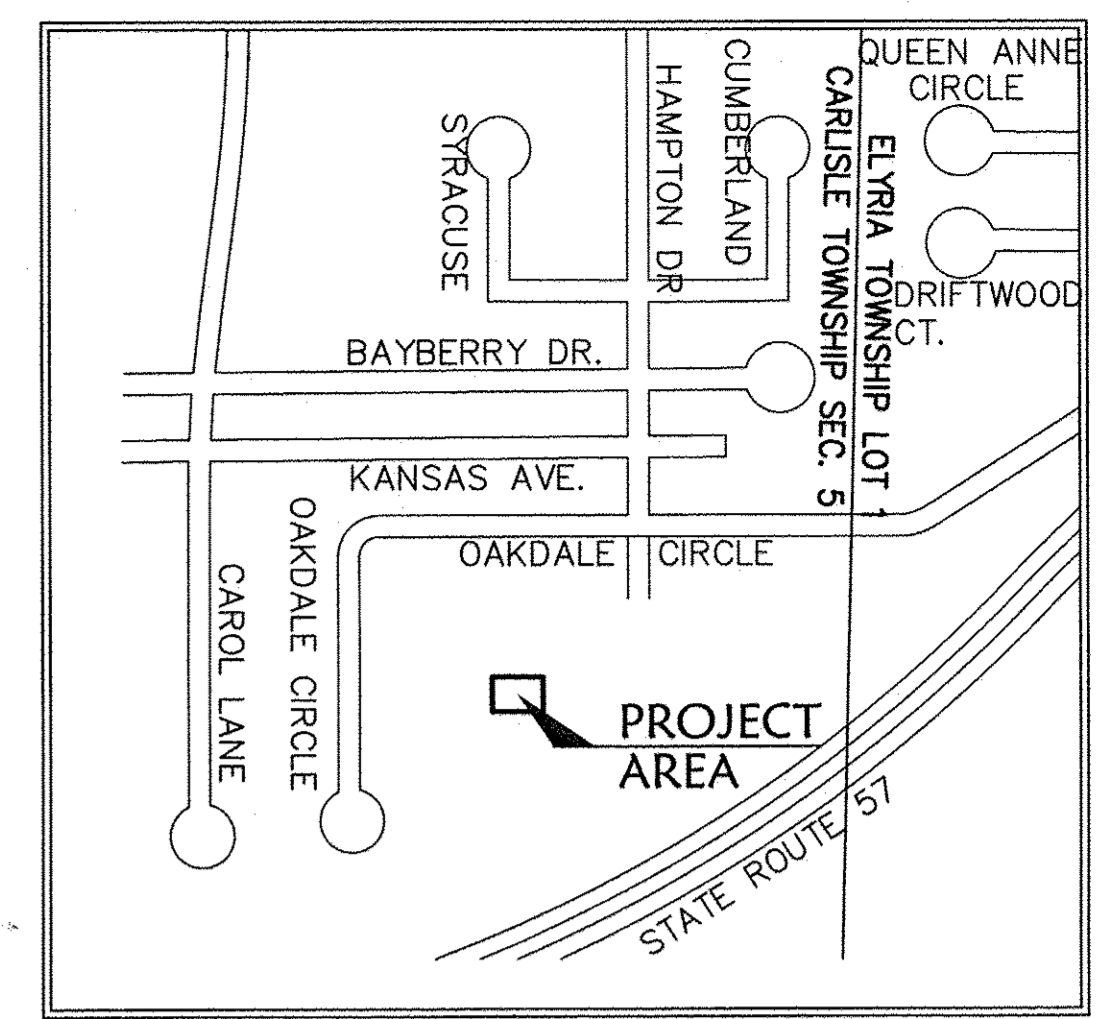 QUEEN ANNE
CIRCLE
CUMBERLAND
HAMPTON DR
SYRACUSE
CARLISLE TOWNSHIP SEC. 5
ELYRIA TOWNSHIP LOT 1
DRIFTWOOD
CT.
BAYBERRY DR.
KANSAS AVE.
OAKDALE CIRCLE
OAKDALE CIRCLE
CAROL LANE
PROJECT
AREA
STATE ROUTE 57